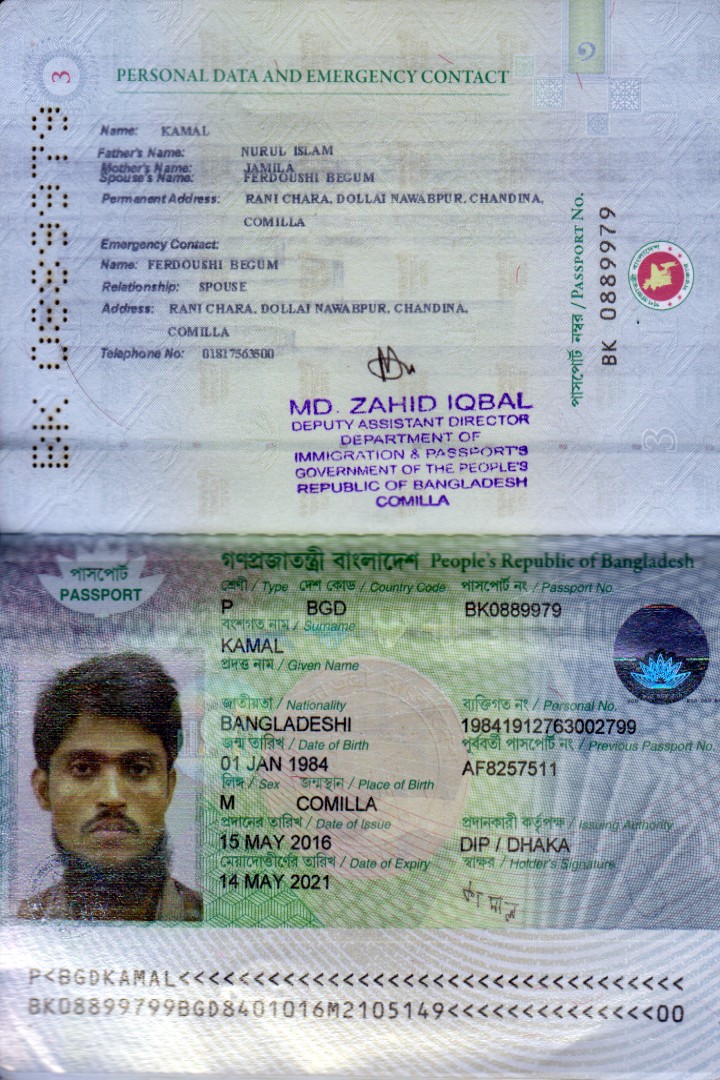 3
১
PERSONAL DATA AND EMERGENCY CONTACT
BK 0889979
Name: KAMAL
Father's Name: NURUL ISLAM
Mother's Name: JAMILA
Spouse's Name: FERDOUSHI BEGUM
Permanent Address: RANI CHARA, DOLLAI NAWABPUR, CHANDINA,
COMILLA
Emergency Contact:
Name: FERDOUSHI BEGUM
Relationship: SPOUSE
Address: RANI CHARA, DOLLAI NAWABPUR, CHANDINA,
COMILLA
Telephone No: 01817563500
পাসপোর্ট নম্বর / PASSPORT No.
BK 0889979
MD. ZAHID IQBAL
DEPUTY ASSISTANT DIRECTOR
DEPARTMENT OF
IMMIGRATION & PASSPORT'S
GOVERNMENT OF THE PEOPLE'S
REPUBLIC OF BANGLADESH
COMILLA
3
পাসপোর্ট
PASSPORT
গণপ্রজাতন্ত্রী বাংলাদেশ People's Republic of Bangladesh
শ্রেণী / Type দেশ কোড / Country Code পাসপোর্ট নং / Passport No.
P BGD BK0889979
বংশগত নাম / Surname
KAMAL
প্রদত্ত নাম / Given Name
জাতীয়তা / Nationality ব্যক্তিগত নং / Personal No.
BANGLADESHI 19841912763002799
জন্ম তারিখ / Date of Birth পূর্ববর্তী পাসপোর্ট নং / Previous Passport No.
01 JAN 1984 AF8257511
লিঙ্গ / Sex জন্মস্থান / Place of Birth
M COMILLA
প্রদানের তারিখ / Date of Issue প্রদানকারী কর্তৃপক্ষ / Issuing Authority
15 MAY 2016 DIP / DHAKA
মেয়াদোত্তীর্ণের তারিখ / Date of Expiry স্বাক্ষর / Holder's Signature
14 MAY 2021
কামাল
P<BGDKAMAL<<<<<<<<<<<<<<<<<<<<<<<<<<<<<<<<<<
BK08899799BGD8401016M2105149<<<<<<<<<<<<<<00